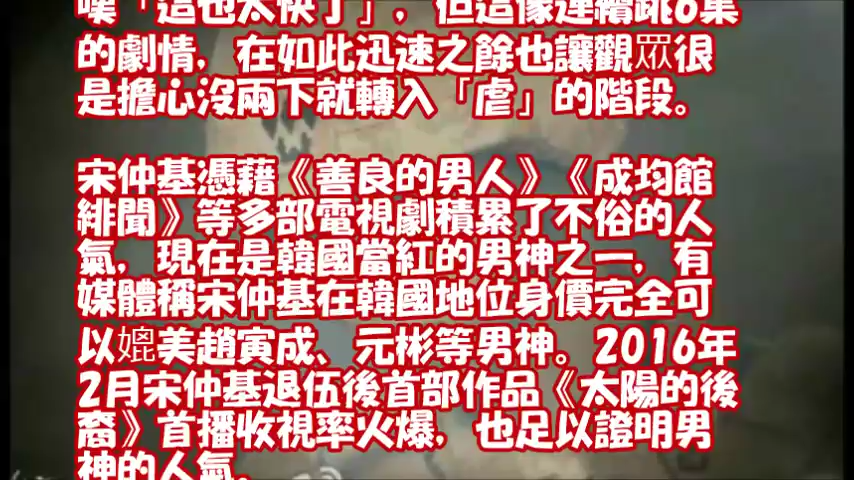 嘆「這也太快了」，但這像連續跳6集
的劇情，在如此迅速之餘也讓觀眾很
是擔心沒兩下就轉入「虐」的階段。
宋仲基憑藉《善良的男人》《成均館
緋聞》等多部電視劇積累了不俗的人
氣，現在是韓國當紅的男神之一，有
媒體稱宋仲基在韓國地位身價完全可
以媲美趙寅成、元彬等男神。2016年
2月宋仲基退伍後首部作品《太陽的後
裔》首播收視率火爆，也足以證明男
神的人氣。